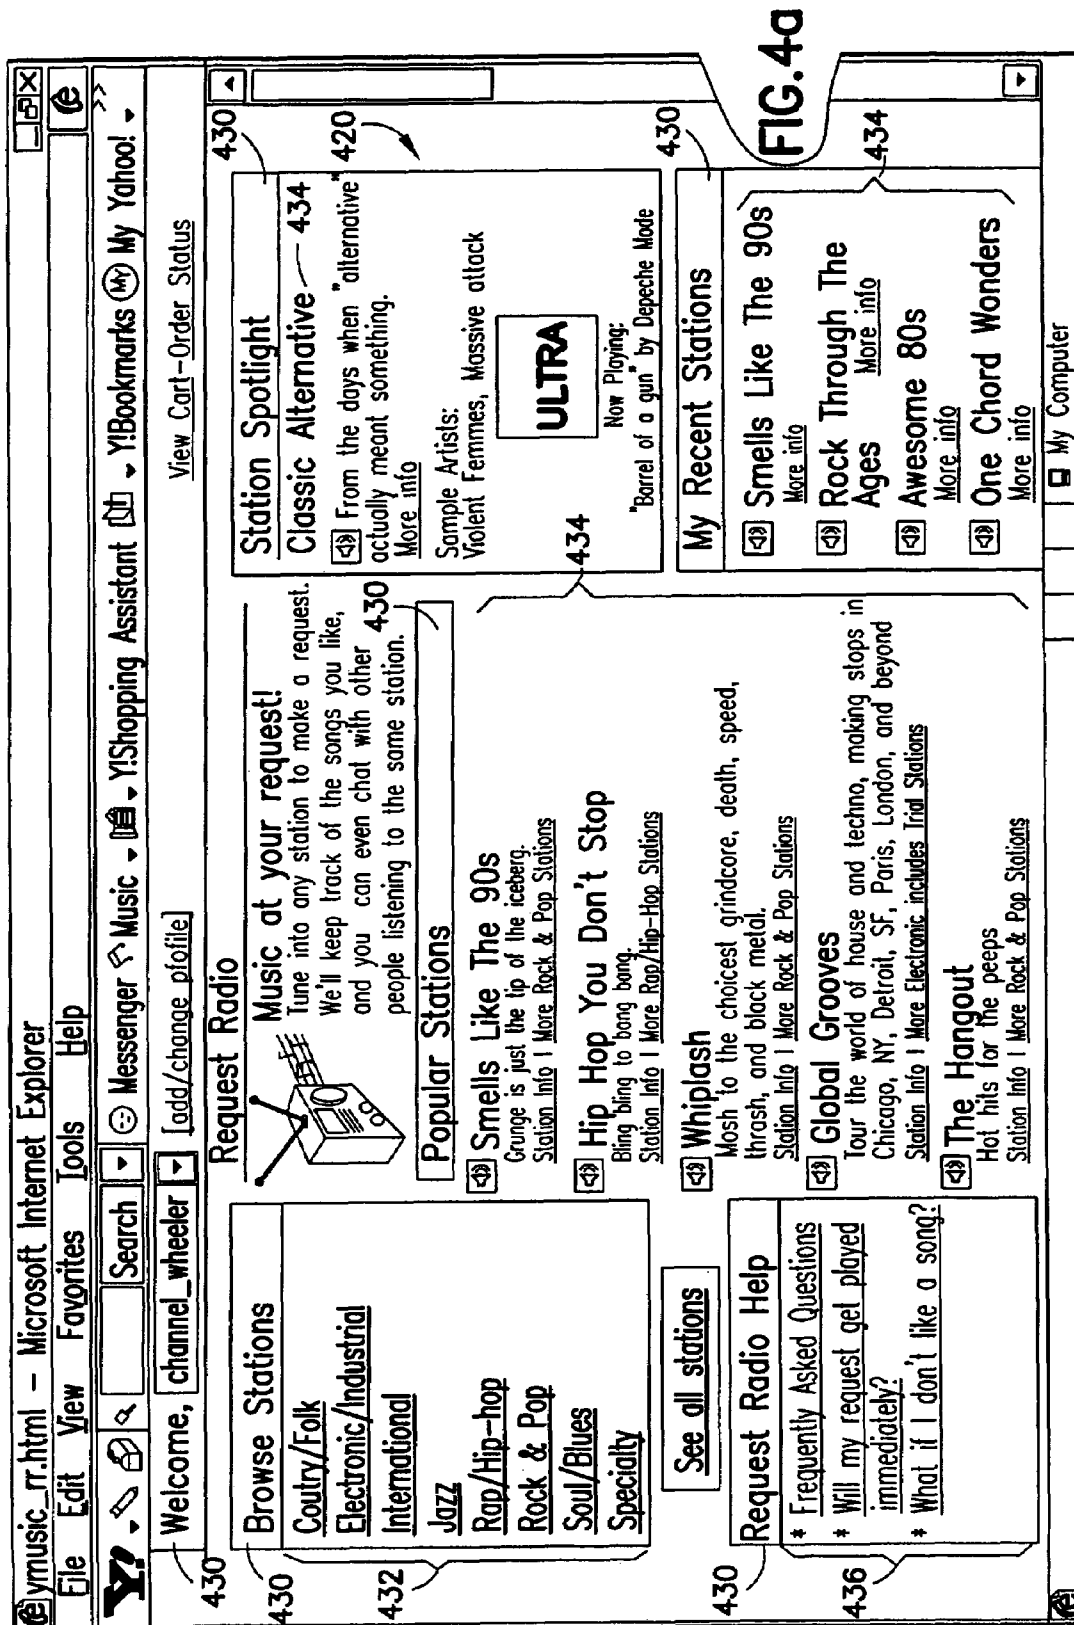 ymusic_rr.html – Microsoft Internet Explorer
File Edit View Favorites Tools Help
Y! Search Messenger Music Y!Shopping Assistant Y!Bookmarks My My Yahoo! >>
430
Welcome, channel_wheeler [add/change pfofile]
View Cart-Order Status
430
Browse Stations
Coutry/Folk
Electronic/Industrial
International
Jazz
Rap/Hip-hop
Rock & Pop
Soul/Blues
Specialty
432
See all stations
430
Request Radio Help
* Frequently Asked Questions
* Will my request get played
immediately?
* What if I don't like a song?
436
Request Radio
Music at your request!
Tune into any station to make a request.
We'll keep track of the songs you like,
and you can even chat with other
people listening to the same station.
430
Popular Stations
Smells Like The 90s
Grunge is just the tip of the iceberg.
Station Info I More Rock & Pop Stations
Hip Hop You Don't Stop
Bling bling to bang bang.
Station Info I More Rap/Hip-Hop Stations
Whiplash
Mosh to the choicest grindcore, death, speed,
thrash, and black metal.
Station Info I More Rock & Pop Stations
Global Grooves
Tour the world of house and techno, making stops in
Chicago, NY, Detroit, SF, Paris, London, and beyond
Station Info I More Electronic includes Trial Stations
The Hangout
Hot hits for the peeps
Station Info I More Rock & Pop Stations
434
430
Station Spotlight
Classic Alternative
434
From the days when "alternative"
actually meant something.
More info
420
Sample Artists:
Violent Femmes, Massive attack
ULTRA
Now Playing:
"Barrel of a gun" by Depeche Mode
430
My Recent Stations
Smells Like The 90s
More info
Rock Through The
Ages More info
Awesome 80s
More info
One Chord Wonders
More info
434
My Computer
FIG.4a